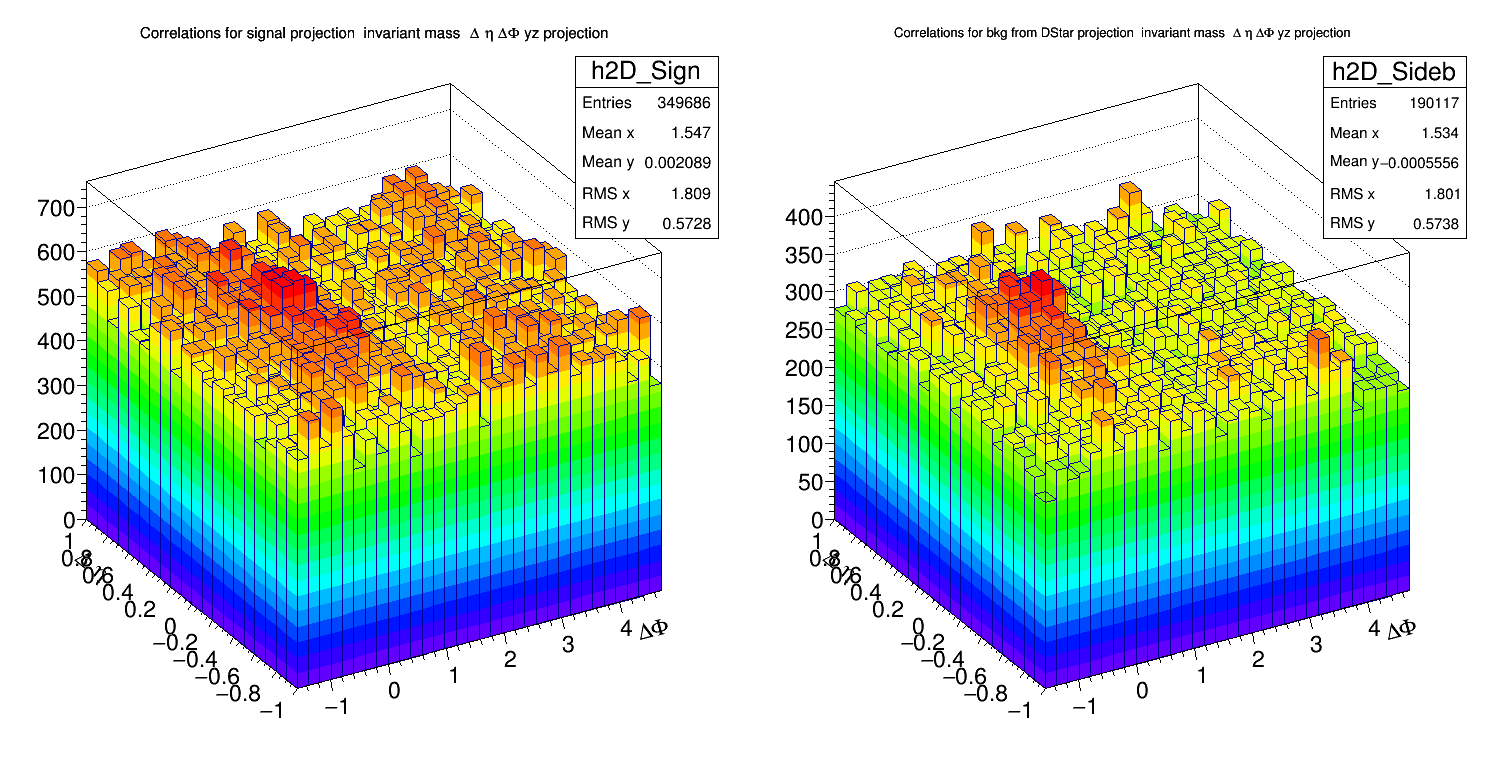 Correlations for signal projection invariant mass Δ η ΔΦ yz projection
h2D_Sign
Entries 349686
Mean x 1.547
Mean y 0.002089
RMS x 1.809
RMS y 0.5728
700
600
500
400
300
200
100
0
1
0.8
0.6
0.4
0.2
0
−0.2
−0.4
−0.6
−0.8
−1
Δ η
−1
0
1
2
3
4
ΔΦ
Correlations for bkg from DStar projection invariant mass Δ η ΔΦ yz projection
h2D_Sideb
Entries 190117
Mean x 1.534
Mean y −0.0005556
RMS x 1.801
RMS y 0.5738
400
350
300
250
200
150
100
50
0
1
0.8
0.6
0.4
0.2
0
−0.2
−0.4
−0.6
−0.8
−1
Δ η
−1
0
1
2
3
4
ΔΦ